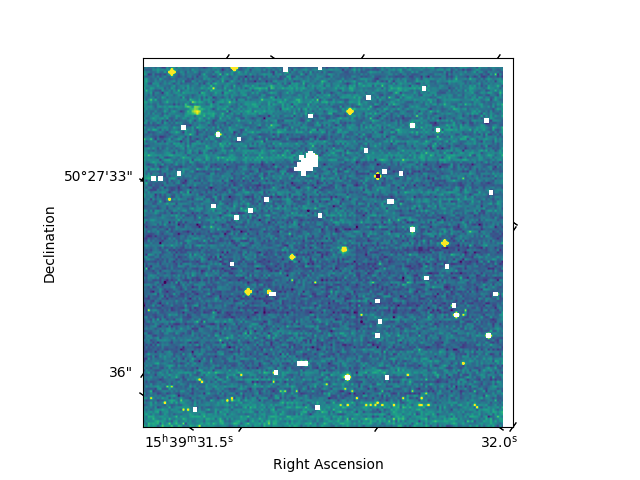 50°27'33"
Declination
36"
15ʰ39ᵐ31.5ˢ
32.0ˢ
Right Ascension